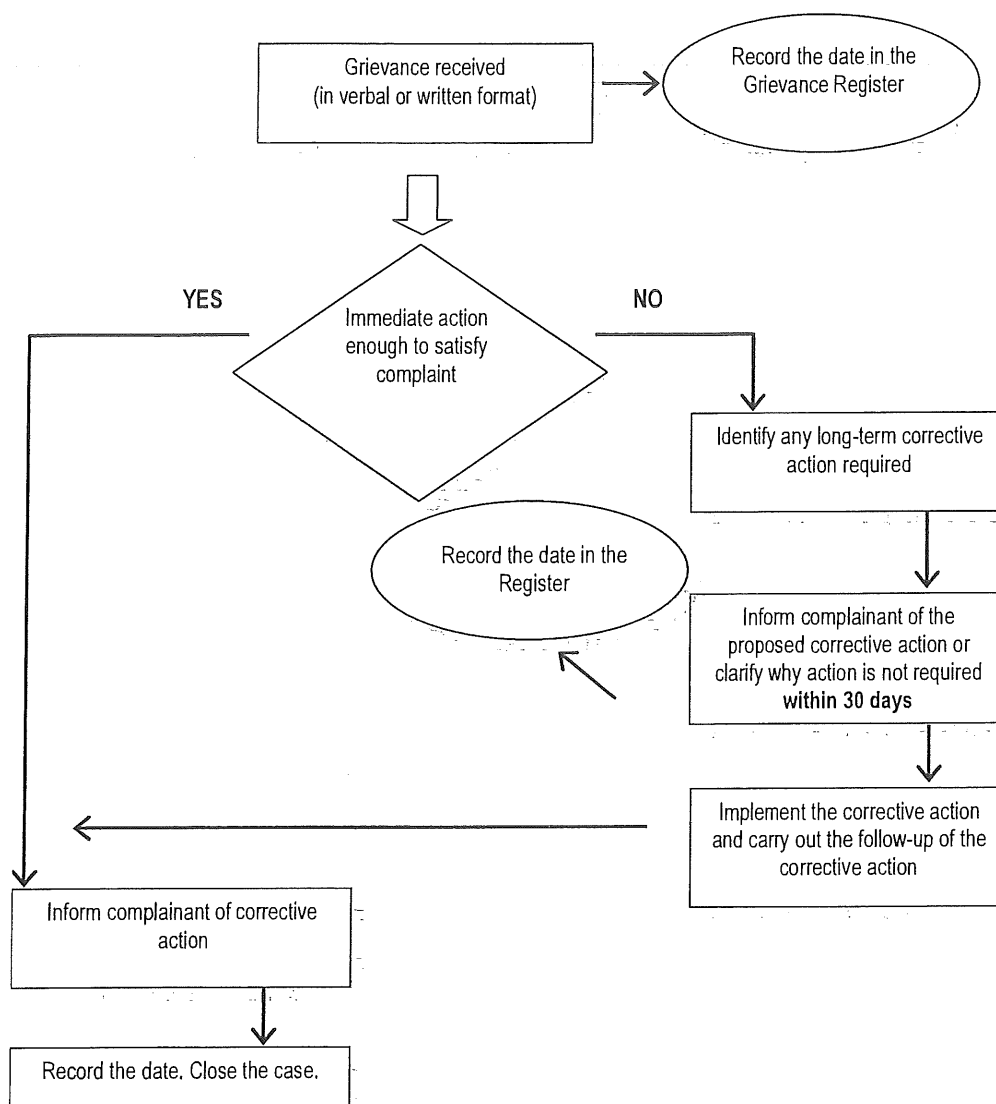 Grievance received
(in verbal or written format)
Record the date in the
Grievance Register
YES
NO
Immediate action
enough to satisfy
complaint
Identify any long-term corrective
action required
Record the date in the
Register
Inform complainant of the
proposed corrective action or
clarify why action is not required
within 30 days
Implement the corrective action
and carry out the follow-up of the
corrective action
Inform complainant of corrective
action
Record the date. Close the case.